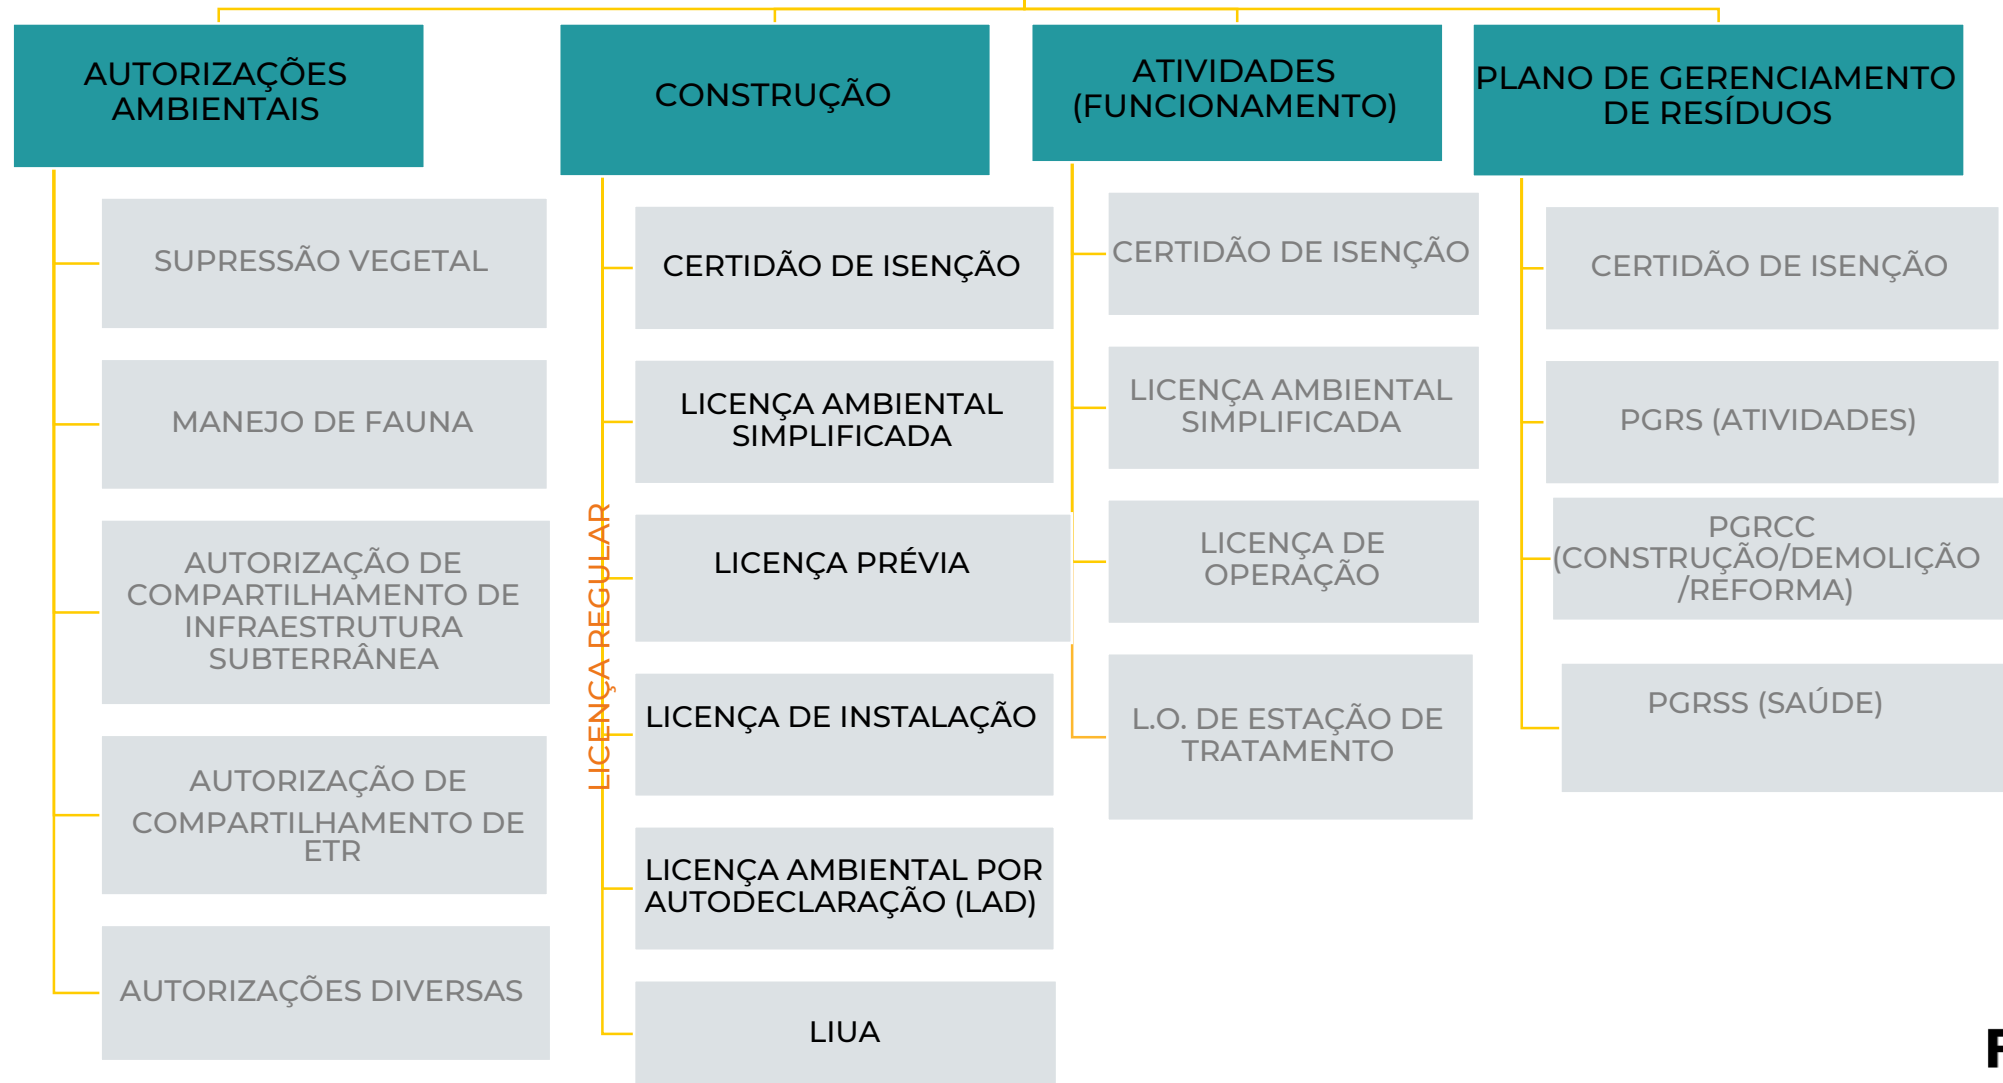 AUTORIZAÇÕES
AMBIENTAIS
SUPRESSÃO VEGETAL
MANEJO DE FAUNA
AUTORIZAÇÃO DE
COMPARTILHAMENTO DE
INFRAESTRUTURA
SUBTERRÂNEA
AUTORIZAÇÃO DE
COMPARTILHAMENTO DE
ETR
AUTORIZAÇÕES DIVERSAS
CONSTRUÇÃO
LICENÇA REGULAR
CERTIDÃO DE ISENÇÃO
LICENÇA AMBIENTAL
SIMPLIFICADA
LICENÇA PRÉVIA
LICENÇA DE INSTALAÇÃO
LICENÇA AMBIENTAL POR
AUTODECLARAÇÃO (LAD)
LIUA
ATIVIDADES
(FUNCIONAMENTO)
CERTIDÃO DE ISENÇÃO
LICENÇA AMBIENTAL
SIMPLIFICADA
LICENÇA DE
OPERAÇÃO
L.O. DE ESTAÇÃO DE
TRATAMENTO
PLANO DE GERENCIAMENTO
DE RESÍDUOS
CERTIDÃO DE ISENÇÃO
PGRS (ATIVIDADES)
PGRCC
(CONSTRUÇÃO/DEMOLIÇÃO
/REFORMA)
PGRSS (SAÚDE)